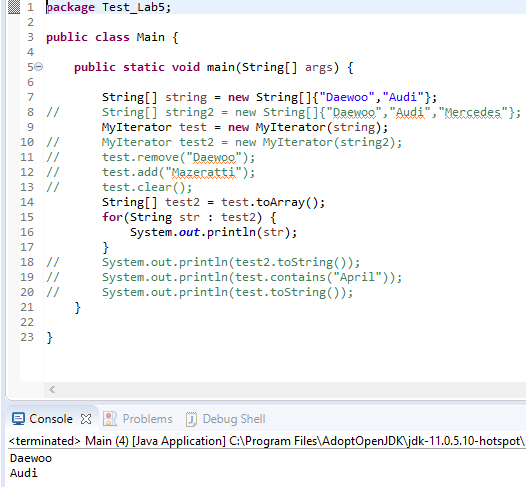 1 package Test_Lab5;
2
3 public class Main {
4
5 public static void main(String[] args) {
6
7 String[] string = new String[]{"Daewoo","Audi"};
8 // String[] string2 = new String[]{"Daewoo","Audi","Mercedes"};
9 MyIterator test = new MyIterator(string);
10 // MyIterator test2 = new MyIterator(string2);
11 // test.remove("Daewoo");
12 // test.add("Mazeratti");
13 // test.clear();
14 String[] test2 = test.toArray();
15 for(String str : test2) {
16 System.out.println(str);
17 }
18 // System.out.println(test2.toString());
19 // System.out.println(test.contains("April"));
20 // System.out.println(test.toString());
21 }
22
23 }
Console Problems Debug Shell
<terminated> Main (4) [Java Application] C:\Program Files\AdoptOpenJDK\jdk-11.0.5.10-hotspot\
Daewoo
Audi